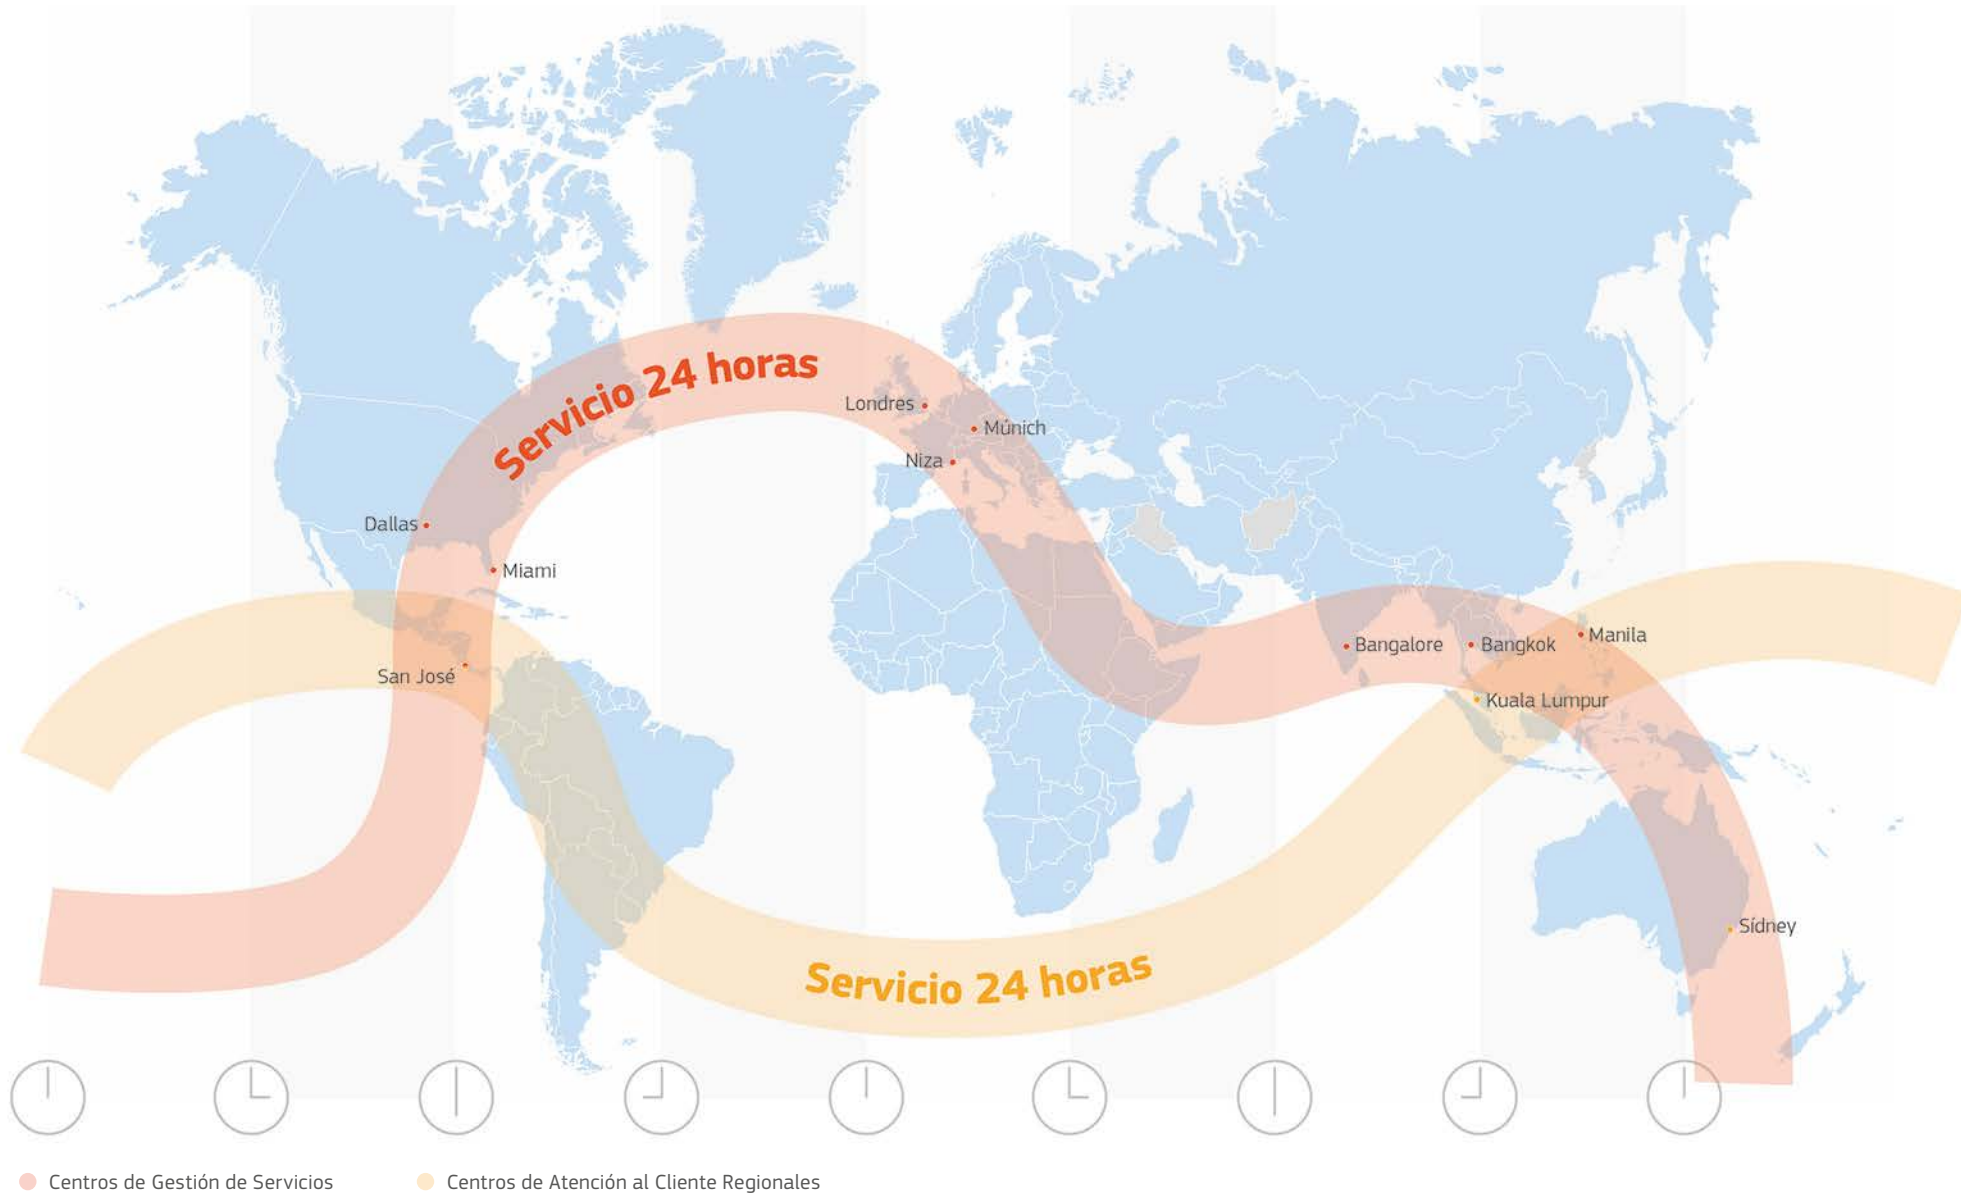 Servicio 24 horas
Londres
Múnich
Niza
Dallas
Miami
San José
Bangalore
Bangkok
Manila
Kuala Lumpur
Sídney
Servicio 24 horas
Centros de Gestión de Servicios
Centros de Atención al Cliente Regionales